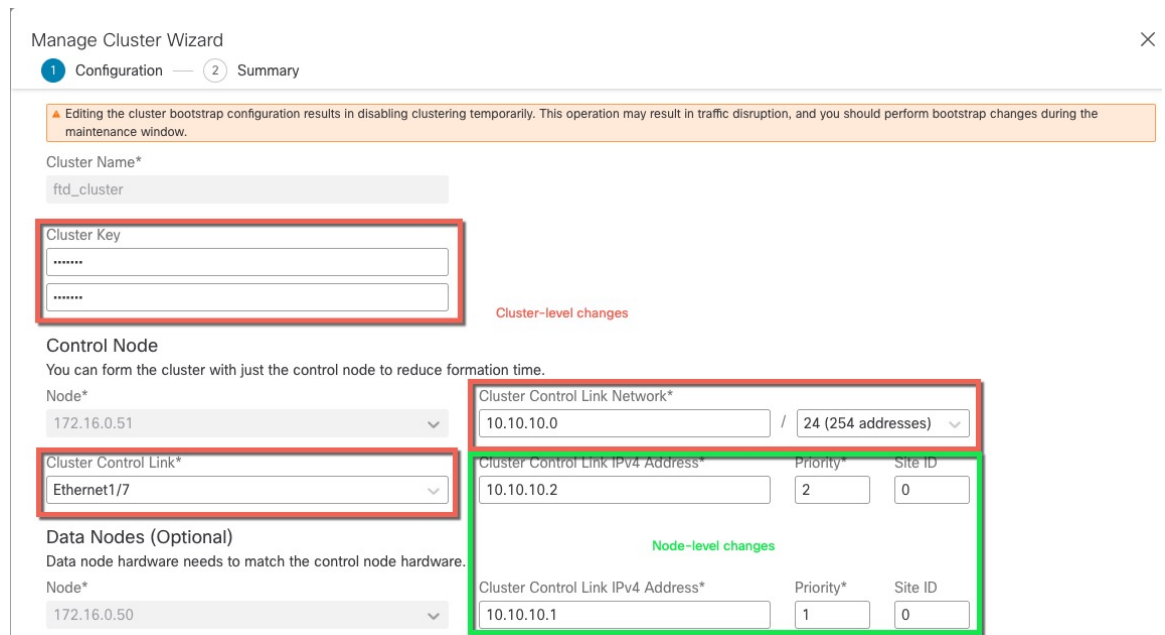 Manage Cluster Wizard
1 Configuration — 2 Summary
Editing the cluster bootstrap configuration results in disabling clustering temporarily. This operation may result in traffic disruption, and you should perform bootstrap changes during the
maintenance window.
Cluster Name*
ftd_cluster
Cluster Key
•••••••
•••••••
Cluster-level changes
Control Node
You can form the cluster with just the control node to reduce formation time.
Node* Cluster Control Link Network*
172.16.0.51 10.10.10.0 / 24 (254 addresses)
Cluster Control Link* Cluster Control Link IPv4 Address* Priority* Site ID
Ethernet1/7 10.10.10.2 2 0
Data Nodes (Optional)
Node-level changes
Data node hardware needs to match the control node hardware.
Node* Cluster Control Link IPv4 Address* Priority* Site ID
172.16.0.50 10.10.10.1 1 0